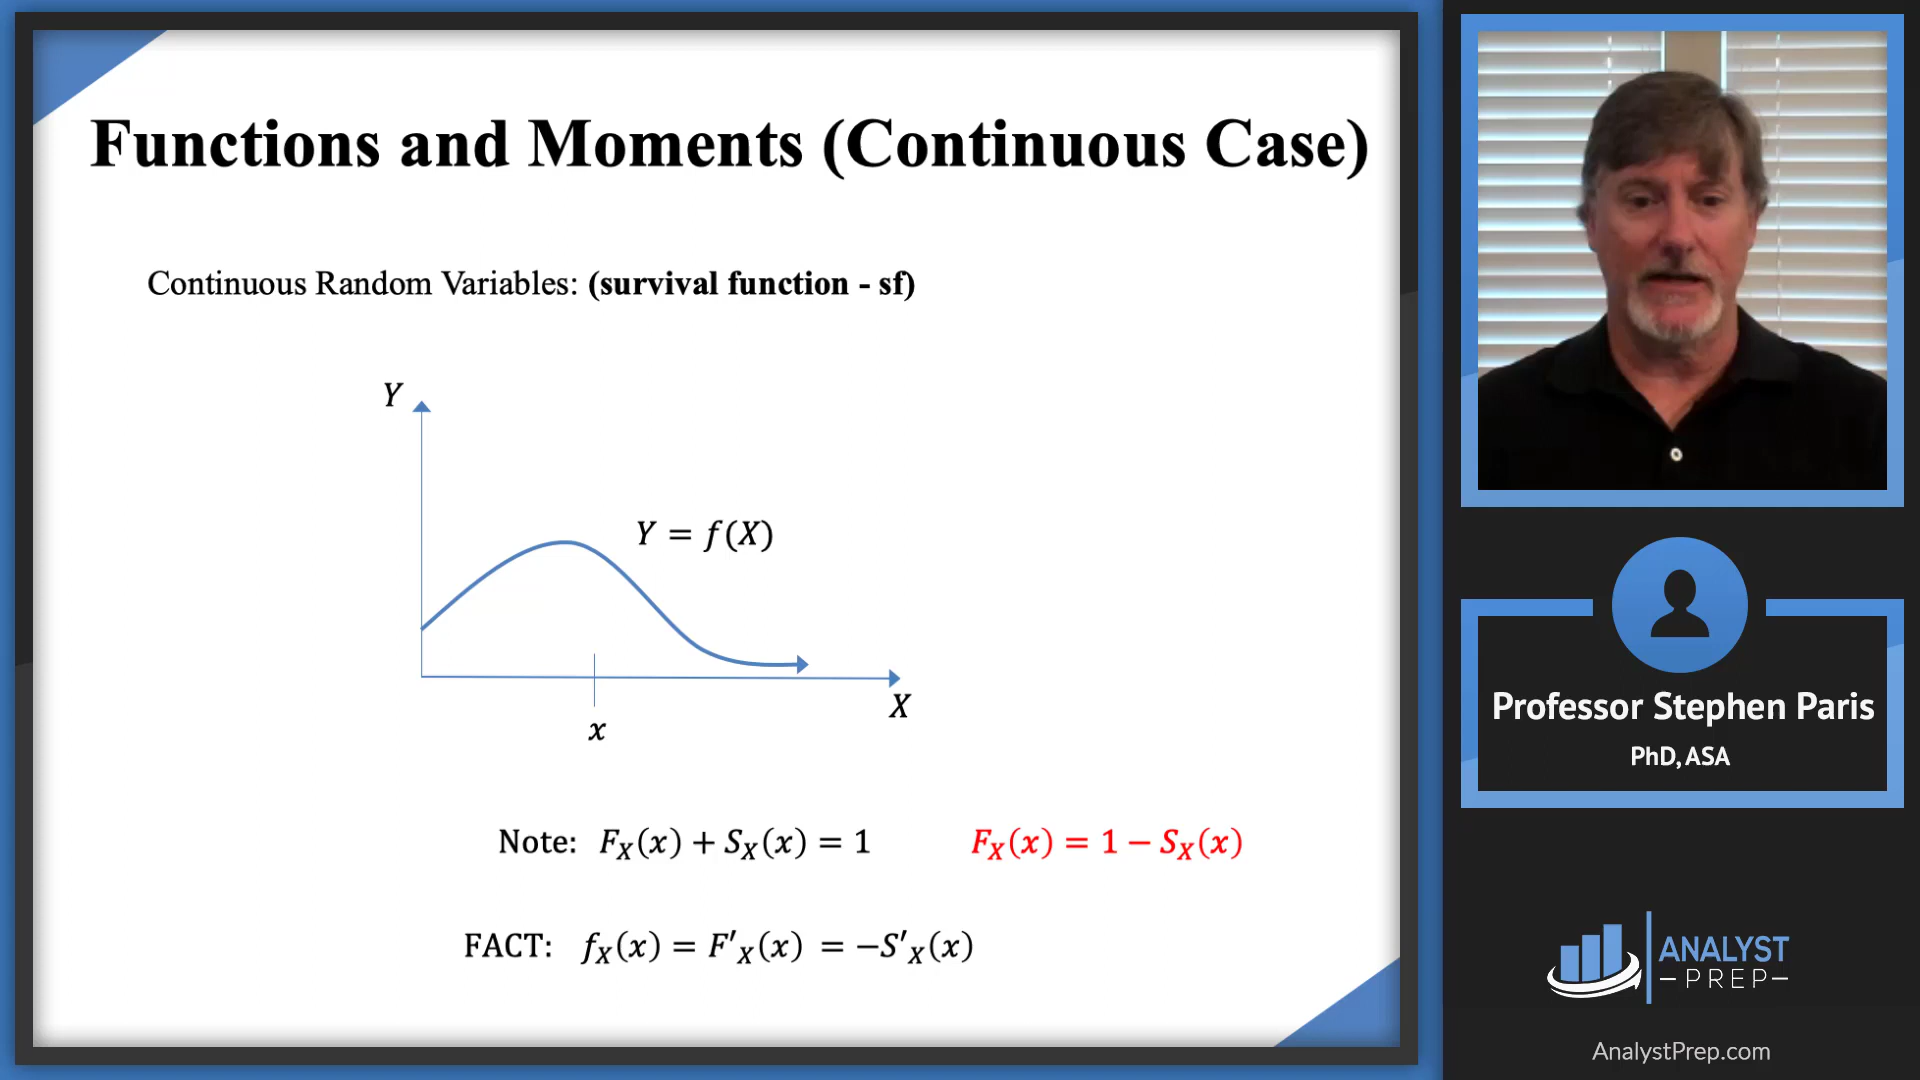 Functions and Moments (Continuous Case)
Continuous Random Variables: (survival function - sf)
Y
Y = f(X)
X
x
Note: F_X(x) + S_X(x) = 1
F_X(x) = 1 − S_X(x)
FACT: f_X(x) = F′_X(x) = −S′_X(x)
Professor Stephen Paris
PhD, ASA
ANALYST
PREP
AnalystPrep.com